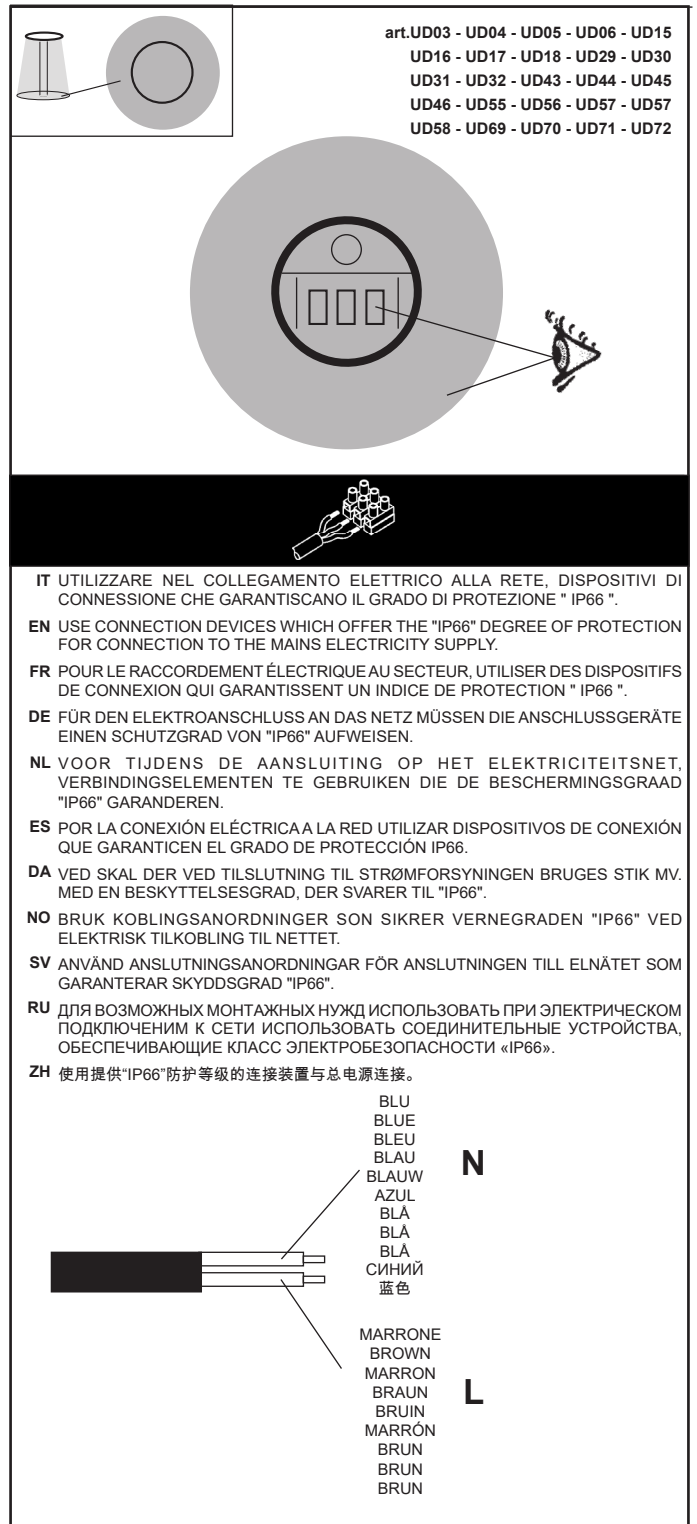 art.UD03 - UD04 - UD05 - UD06 - UD15
UD16 - UD17 - UD18 - UD29 - UD30
UD31 - UD32 - UD43 - UD44 - UD45
UD46 - UD55 - UD56 - UD57 - UD57
UD58 - UD69 - UD70 - UD71 - UD72
IT UTILIZZARE NEL COLLEGAMENTO ELETTRICO ALLA RETE, DISPOSITIVI DI
CONNESSIONE CHE GARANTISCANO IL GRADO DI PROTEZIONE " IP66 ".
EN USE CONNECTION DEVICES WHICH OFFER THE "IP66" DEGREE OF PROTECTION
FOR CONNECTION TO THE MAINS ELECTRICITY SUPPLY.
FR POUR LE RACCORDEMENT ÉLECTRIQUE AU SECTEUR, UTILISER DES DISPOSITIFS
DE CONNEXION QUI GARANTISSENT UN INDICE DE PROTECTION " IP66 ".
DE FÜR DEN ELEKTROANSCHLUSS AN DAS NETZ MÜSSEN DIE ANSCHLUSSGERÄTE
EINEN SCHUTZGRAD VON "IP66" AUFWEISEN.
NL VOOR TIJDENS DE AANSLUITING OP HET ELEKTRICITEITSNET,
VERBINDINGSELEMENTEN TE GEBRUIKEN DIE DE BESCHERMINGSGRAAD
"IP66" GARANDEREN.
ES POR LA CONEXIÓN ELÉCTRICA A LA RED UTILIZAR DISPOSITIVOS DE CONEXIÓN
QUE GARANTICEN EL GRADO DE PROTECCIÓN IP66.
DA VED SKAL DER VED TILSLUTNING TIL STRØMFORSYNINGEN BRUGES STIK MV.
MED EN BESKYTTELSESGRAD, DER SVARER TIL "IP66".
NO BRUK KOBLINGSANORDNINGER SON SIKRER VERNEGRADEN "IP66" VED
ELEKTRISK TILKOBLING TIL NETTET.
SV ANVÄND ANSLUTNINGSANORDNINGAR FÖR ANSLUTNINGEN TILL ELNÄTET SOM
GARANTERAR SKYDDSGRAD "IP66".
RU ДЛЯ ВОЗМОЖНЫХ МОНТАЖНЫХ НУЖД ИСПОЛЬЗОВАТЬ ПРИ ЭЛЕКТРИЧЕСКОМ
ПОДКЛЮЧЕНИМ К СЕТИ ИСПОЛЬЗОВАТЬ СОЕДИНИТЕЛЬНЫЕ УСТРОЙСТВА,
ОБЕСПЕЧИВАЮЩИЕ КЛАСС ЭЛЕКТРОБЕЗОПАСНОСТИ «IP66».
ZH 使用提供“IP66”防护等级的连接装置与总电源连接。
BLU
BLUE
BLEU
BLAU
BLAUW
AZUL
BLÅ
BLÅ
BLÅ
СИНИЙ
蓝色
N
MARRONE
BROWN
MARRON
BRAUN
BRUIN
MARRÓN
BRUN
BRUN
BRUN
L